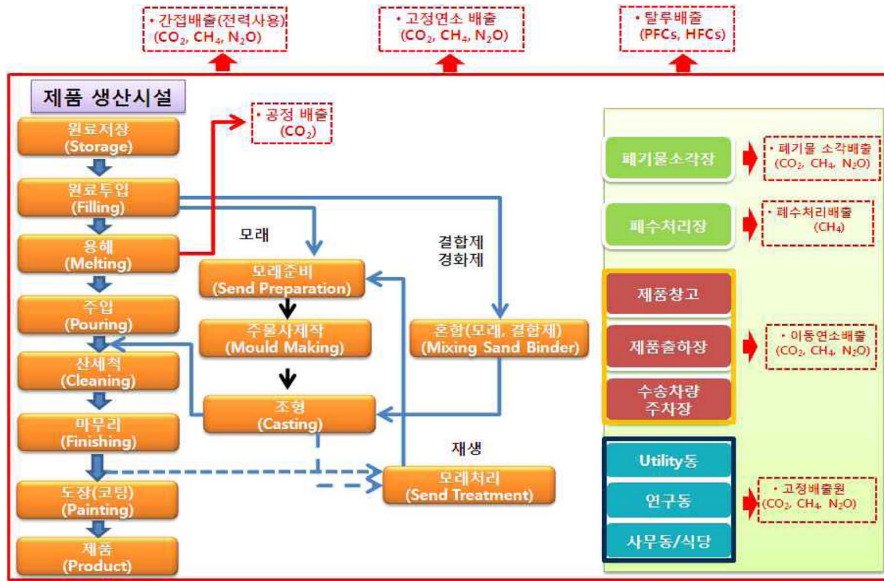 · 간접배출(전력사용)
(CO₂, CH₄, N₂O)
· 고정연소 배출
(CO₂, CH₄, N₂O)
· 탈루배출
(PFCs, HFCs)
제품 생산시설
· 공정 배출
(CO₂)
원료저장
(Storage)
원료투입
(Filling)
용해
(Melting)
주입
(Pouring)
산세척
(Cleaning)
마무리
(Finishing)
도장(코팅)
(Painting)
제품
(Product)
모래
모래준비
(Send Preparation)
주물사제작
(Mould Making)
조형
(Casting)
결합제
경화제
혼합(모래, 결합제)
(Mixing Sand Binder)
재생
모래처리
(Send Treatment)
폐기물소각장
· 폐기물 소각배출
(CO₂, CH₄, N₂O)
폐수처리장
· 폐수처리배출
(CH₄)
제품창고
제품출하장
수송차량
주차장
· 이동연소배출
(CO₂, CH₄, N₂O)
Utility동
연구동
사무동/식당
· 고정배출원
(CO₂, CH₄, N₂O)